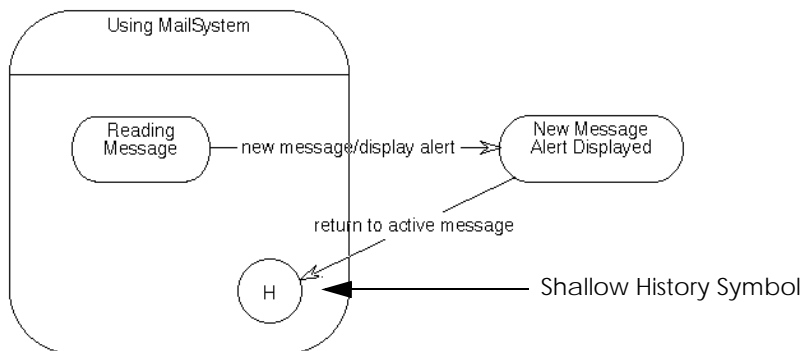 Using MailSystem
Reading
Message
new message/display alert
New Message
Alert Displayed
return to active message
H
Shallow History Symbol